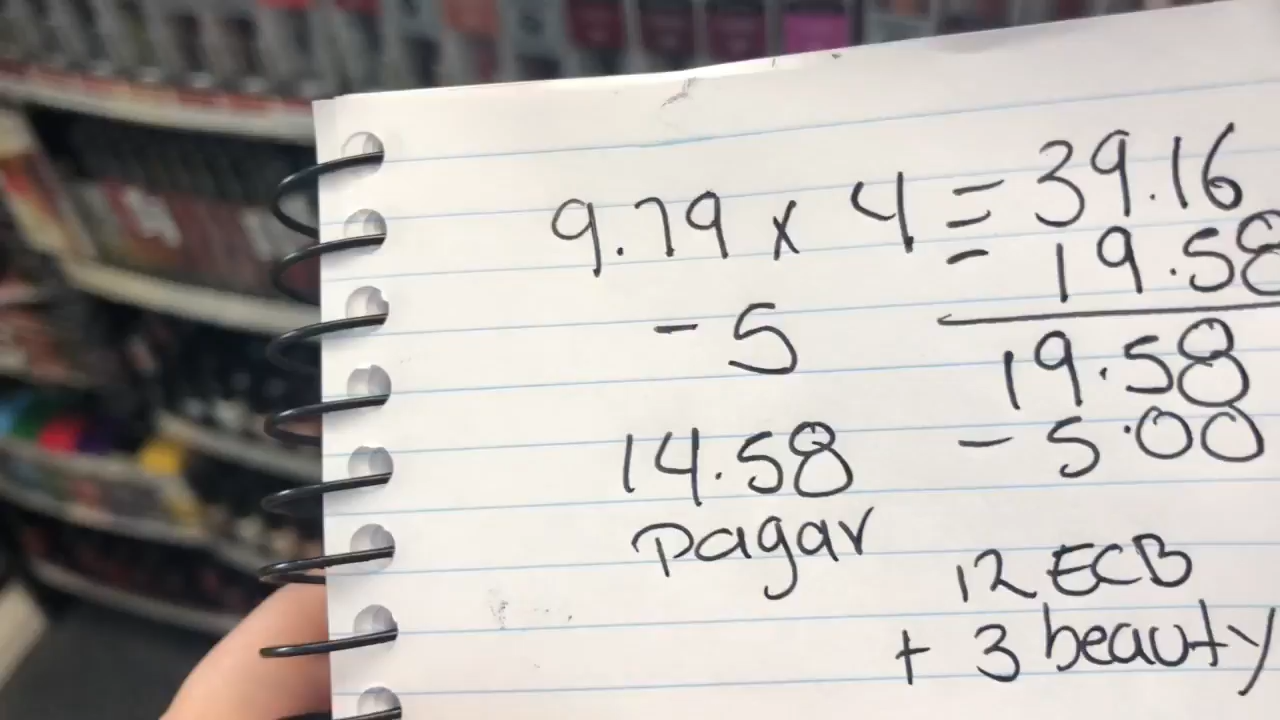 9.79 x 4 = 39.16
- 19.58
- 5 19.58
14.58 - 5.00
pagar
12 ECB
+ 3 beauty